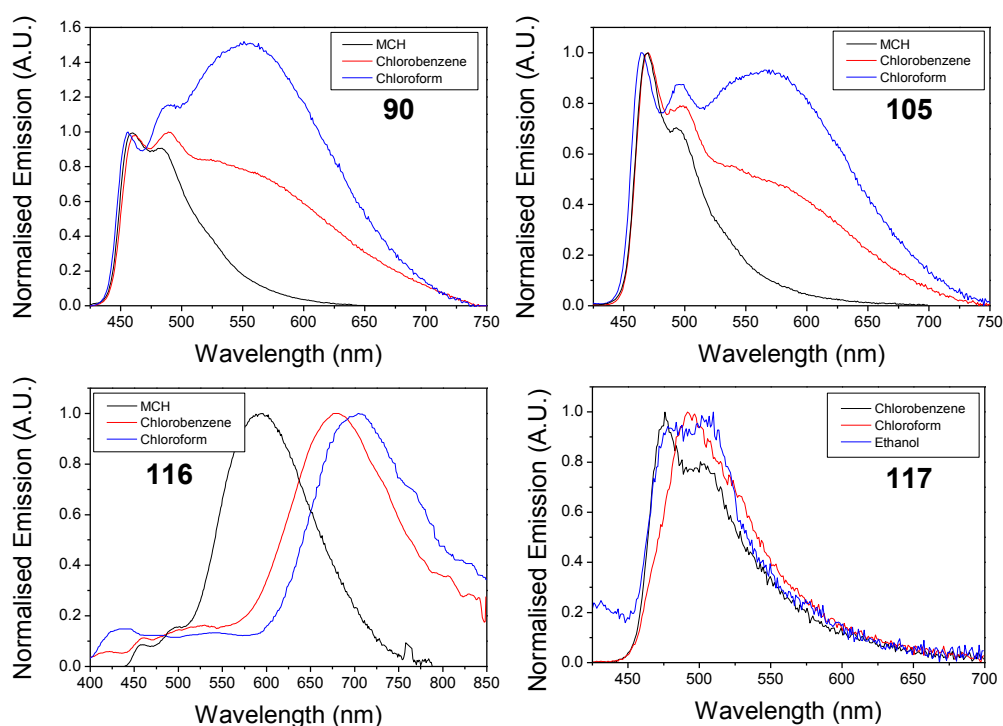 Normalised Emission (A.U.)
1.6
1.4
1.2
1.0
0.8
0.6
0.4
0.2
0.0
MCH
Chlorobenzene
Chloroform
90
450 500 550 600 650 700 750
Wavelength (nm)
Normalised Emission (A.U.)
1.0
0.8
0.6
0.4
0.2
0.0
MCH
Chlorobenzene
Chloroform
105
450 500 550 600 650 700 750
Wavelength (nm)
Normalised Emission (A.U.)
1.0
0.8
0.6
0.4
0.2
0.0
MCH
Chlorobenzene
Chloroform
116
400 450 500 550 600 650 700 750 800 850
Wavelength (nm)
Normalised Emission (A.U.)
1.0
0.8
0.6
0.4
0.2
0.0
Chlorobenzene
Chloroform
Ethanol
117
450 500 550 600 650 700
Wavelength (nm)